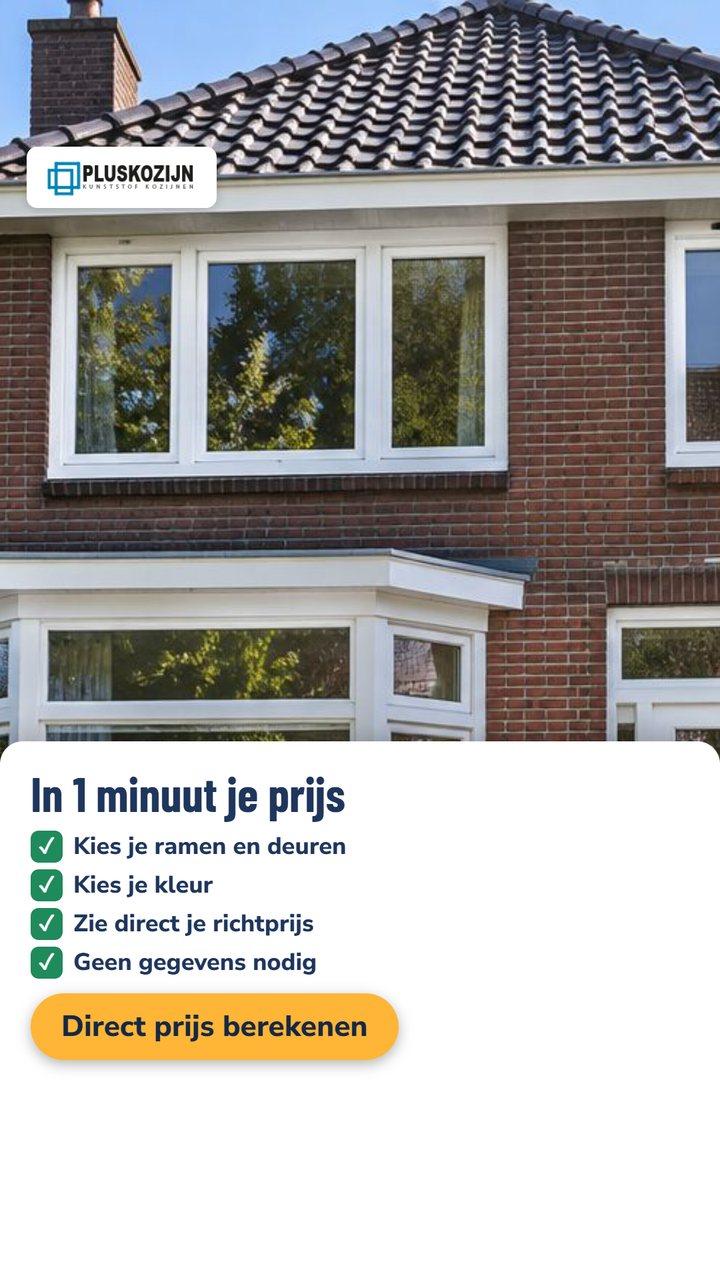 PLUSKOZIJN
KUNSTSTOF KOZIJNEN
In 1 minuut je prijs
Kies je ramen en deuren
Kies je kleur
Zie direct je richtprijs
Geen gegevens nodig
Direct prijs berekenen